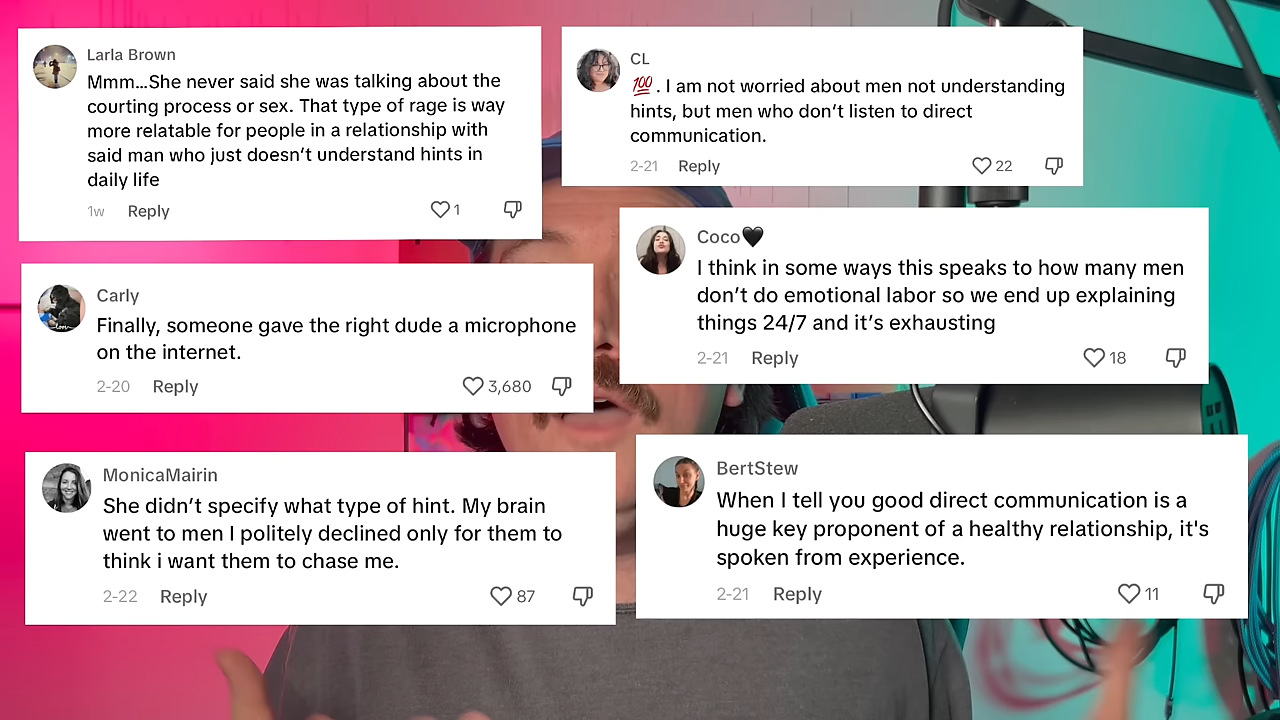 Larla Brown
Mmm...She never said she was talking about the
courting process or sex. That type of rage is way
more relatable for people in a relationship with
said man who just doesn't understand hints in
daily life
1w Reply 1
CL
💯 . I am not worried about men not understanding
hints, but men who don't listen to direct
communication.
2-21 Reply 22
Carly
Finally, someone gave the right dude a microphone
on the internet.
2-20 Reply 3,680
Coco🖤
I think in some ways this speaks to how many men
don't do emotional labor so we end up explaining
things 24/7 and it's exhausting
2-21 Reply 18
MonicaMairin
She didn't specify what type of hint. My brain
went to men I politely declined only for them to
think i want them to chase me.
2-22 Reply 87
BertStew
When I tell you good direct communication is a
huge key proponent of a healthy relationship, it's
spoken from experience.
2-21 Reply 11